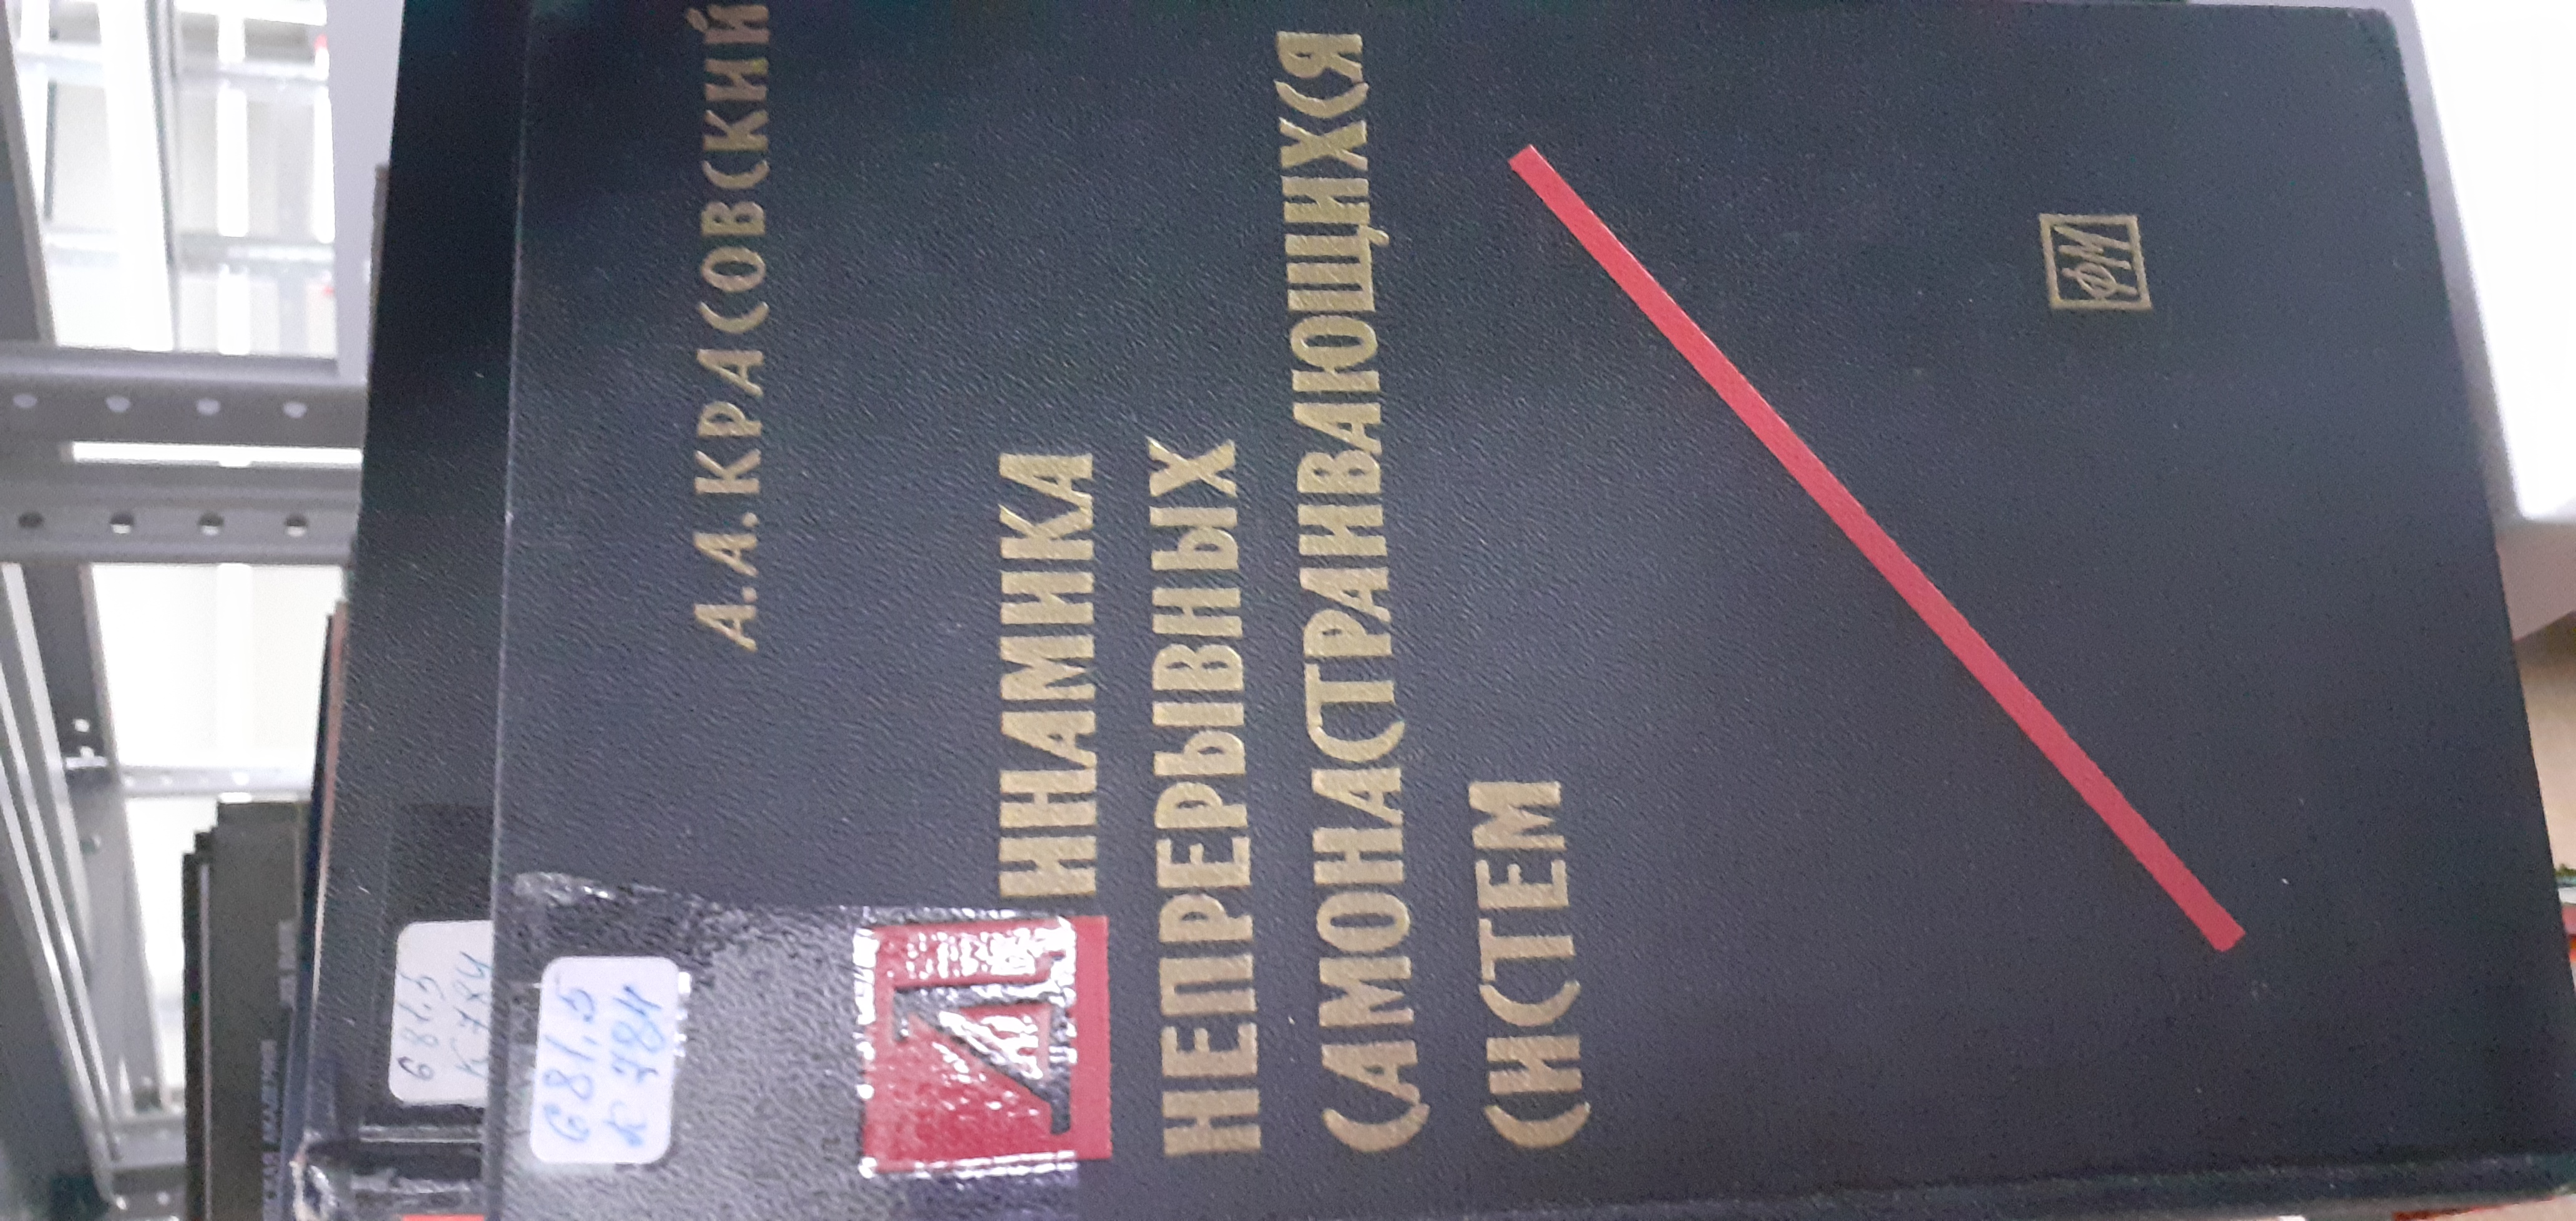 А.А.КРАСОВСКИЙ
ДИНАМИКА
НЕПРЕРЫВНЫХ
САМОНАСТРАИВАЮЩИХСЯ
СИСТЕМ
ФМ
681,5
К 784
681,5
К 784